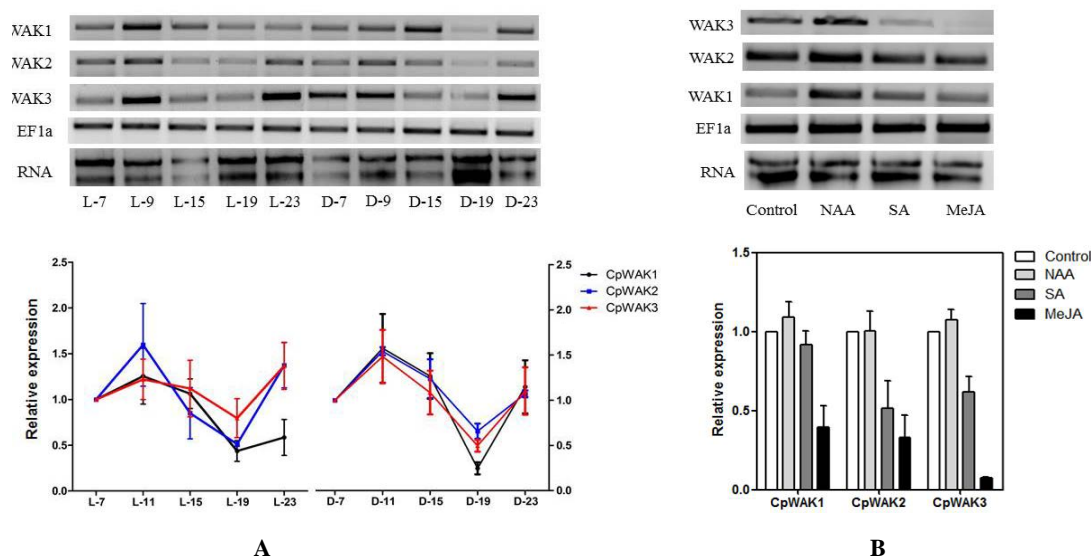 WAK1
WAK2
WAK3
EF1a
RNA
L-7 L-9 L-15 L-19 L-23 D-7 D-9 D-15 D-19 D-23
WAK3
WAK2
WAK1
EF1a
RNA
Control NAA SA MeJA
Relative expression
2.5
2.0
1.5
1.0
0.5
0.0
L-7 L-11 L-15 L-19 L-23
D-7 D-11 D-15 D-19 D-23
2.5
2.0
1.5
1.0
0.5
0.0
CpWAK1
CpWAK2
CpWAK3
A
Relative expression
1.5
1.0
0.5
0.0
CpWAK1 CpWAK2 CpWAK3
Control
NAA
SA
MeJA
B